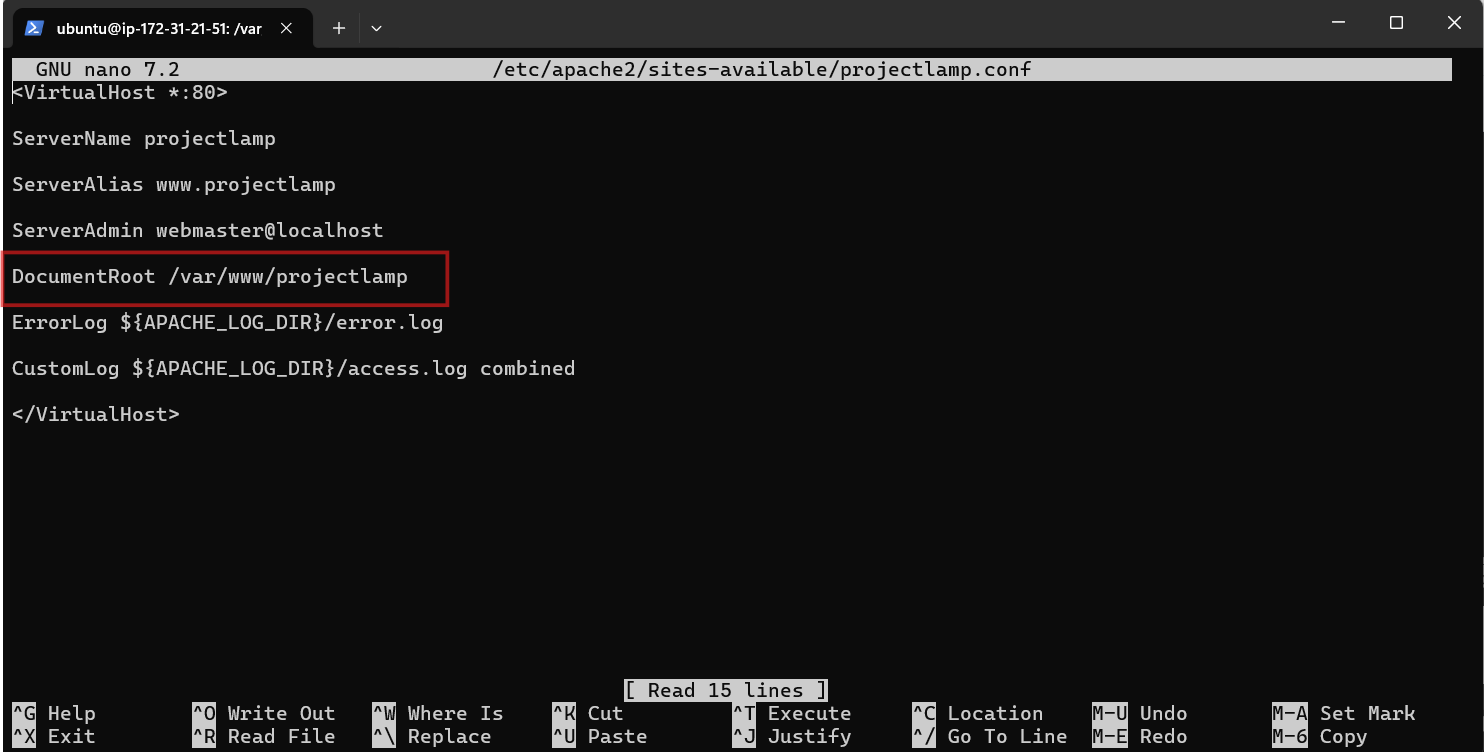 ubuntu@ip-172-31-21-51: /var
GNU nano 7.2 /etc/apache2/sites-available/projectlamp.conf
<VirtualHost *:80>
ServerName projectlamp
ServerAlias www.projectlamp
ServerAdmin webmaster@localhost
DocumentRoot /var/www/projectlamp
ErrorLog ${APACHE_LOG_DIR}/error.log
CustomLog ${APACHE_LOG_DIR}/access.log combined
</VirtualHost>
[ Read 15 lines ]
^G Help ^O Write Out ^W Where Is ^K Cut ^T Execute ^C Location M-U Undo M-A Set Mark
^X Exit ^R Read File ^\ Replace ^U Paste ^J Justify ^/ Go To Line M-E Redo M-6 Copy